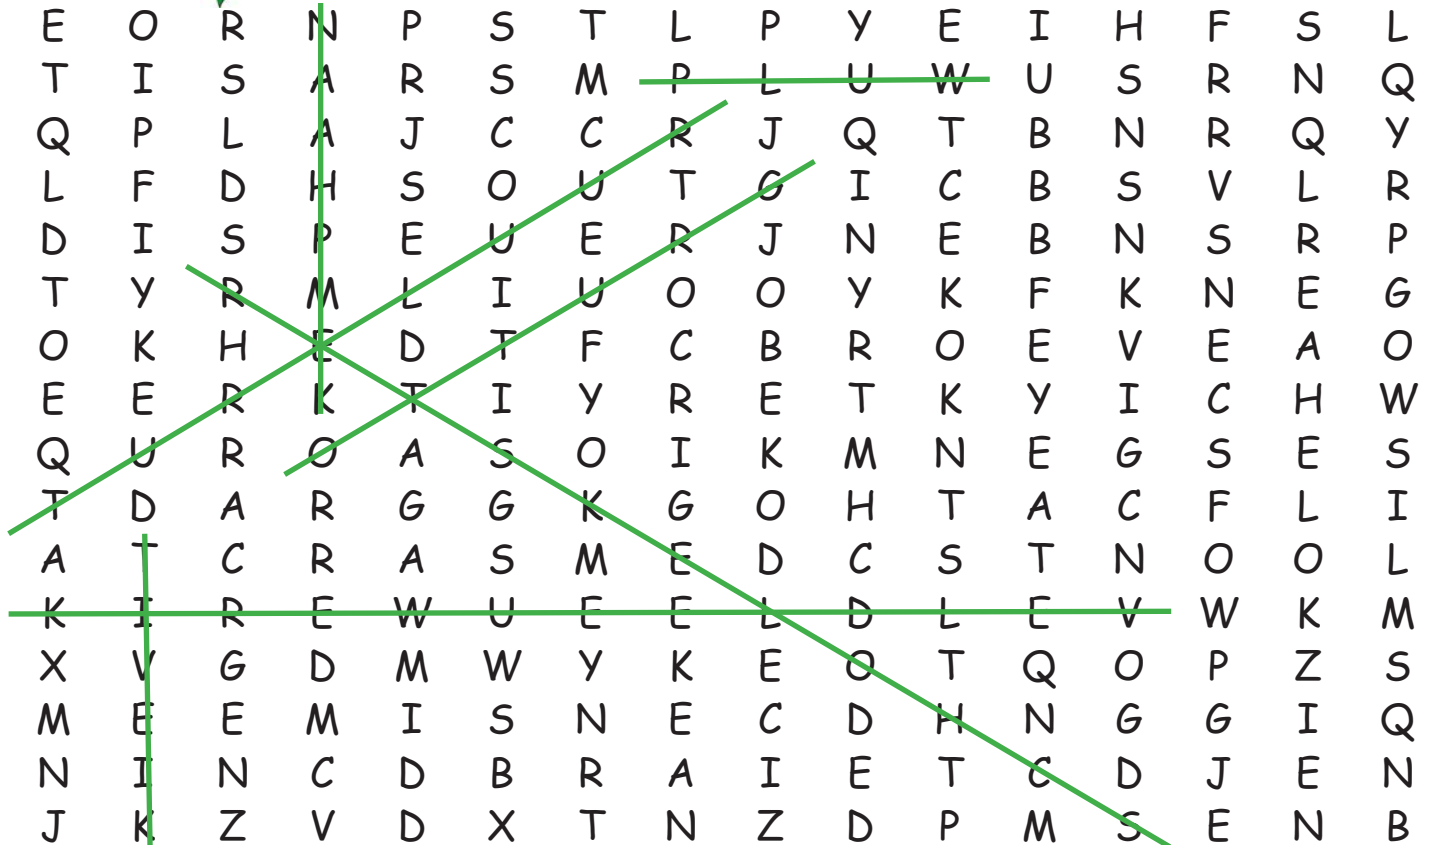 E O R N P S T L P Y E I H F S L
T I S A R S M P L U W U S R N Q
Q P L A J C C R J Q T B N R Q Y
L F D H S O U T G I C B S V L R
D I S P E U E R J N E B N S R P
T Y R M L I U O O Y K F K N E G
O K H E D T F C B R O E V E A O
E E R K T I Y R E T K Y I C H W
Q U R O A S O I K M N E G S E S
T D A R G G K G O H T A C F L I
A T C R A S M E D C S T N O O L
K I R E W U E E L D L E V W K M
X V G D M W Y K E O T Q O P Z S
M E E M I S N E C D H N G G I Q
N I N C D B R A I E T C D J E N
J K Z V D X T N Z D P M S E N B